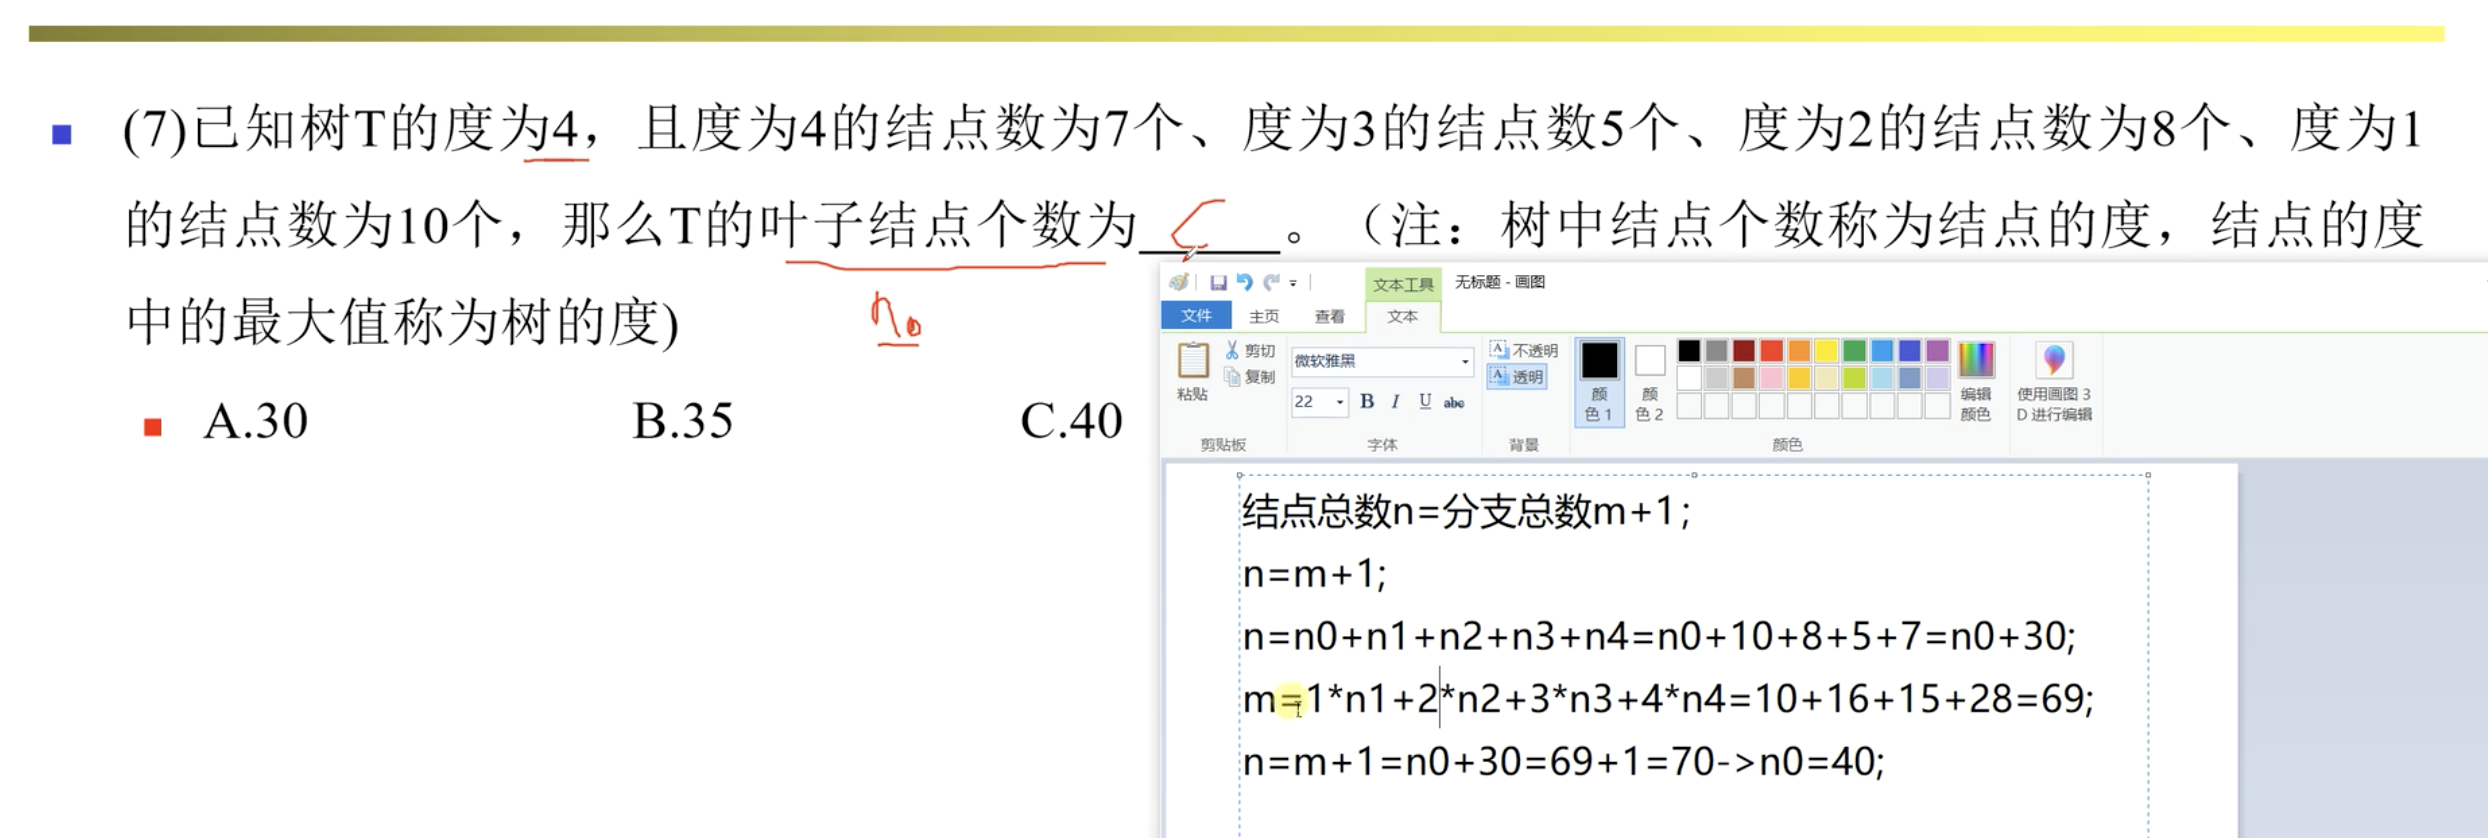 (7)已知树T的度为4，且度为4的结点数为7个、度为3的结点数5个、度为2的结点数为8个、度为1
的结点数为10个，那么T的叶子结点个数为 C 。（注：树中结点个数称为结点的度，结点的度
中的最大值称为树的度)
n0
A.30 B.35 C.40
文本工具 无标题 - 画图
文件 主页 查看 文本
粘贴 剪切 复制
剪贴板
微软雅黑
22 B I U abc
字体
不透明
透明
背景
颜色 1 颜色 2
编辑颜色
颜色
使用画图 3D 进行编辑
结点总数n=分支总数m+1;
n=m+1;
n=n0+n1+n2+n3+n4=n0+10+8+5+7=n0+30;
m=1*n1+2*n2+3*n3+4*n4=10+16+15+28=69;
n=m+1=n0+30=69+1=70->n0=40;